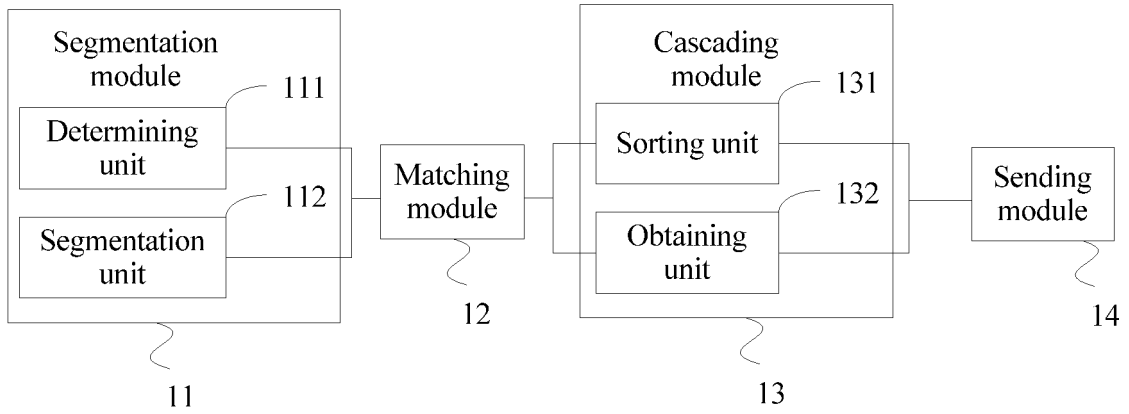 Segmentation
module
111
Determining
unit
112
Segmentation
unit
11
Matching
module
12
Cascading
module
131
Sorting unit
132
Obtaining
unit
13
Sending
module
14